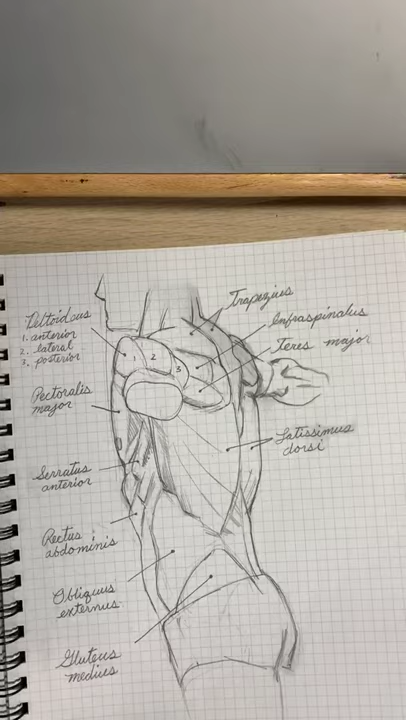 Deltoideus
1. anterior
2. lateral
3. posterior
Pectoralis
major
Serratus
anterior
Rectus
abdominis
Obliquus
externus
Gluteus
medius
1
2
3
Trapezius
Infraspinatus
Teres major
Latissimus
dorsi